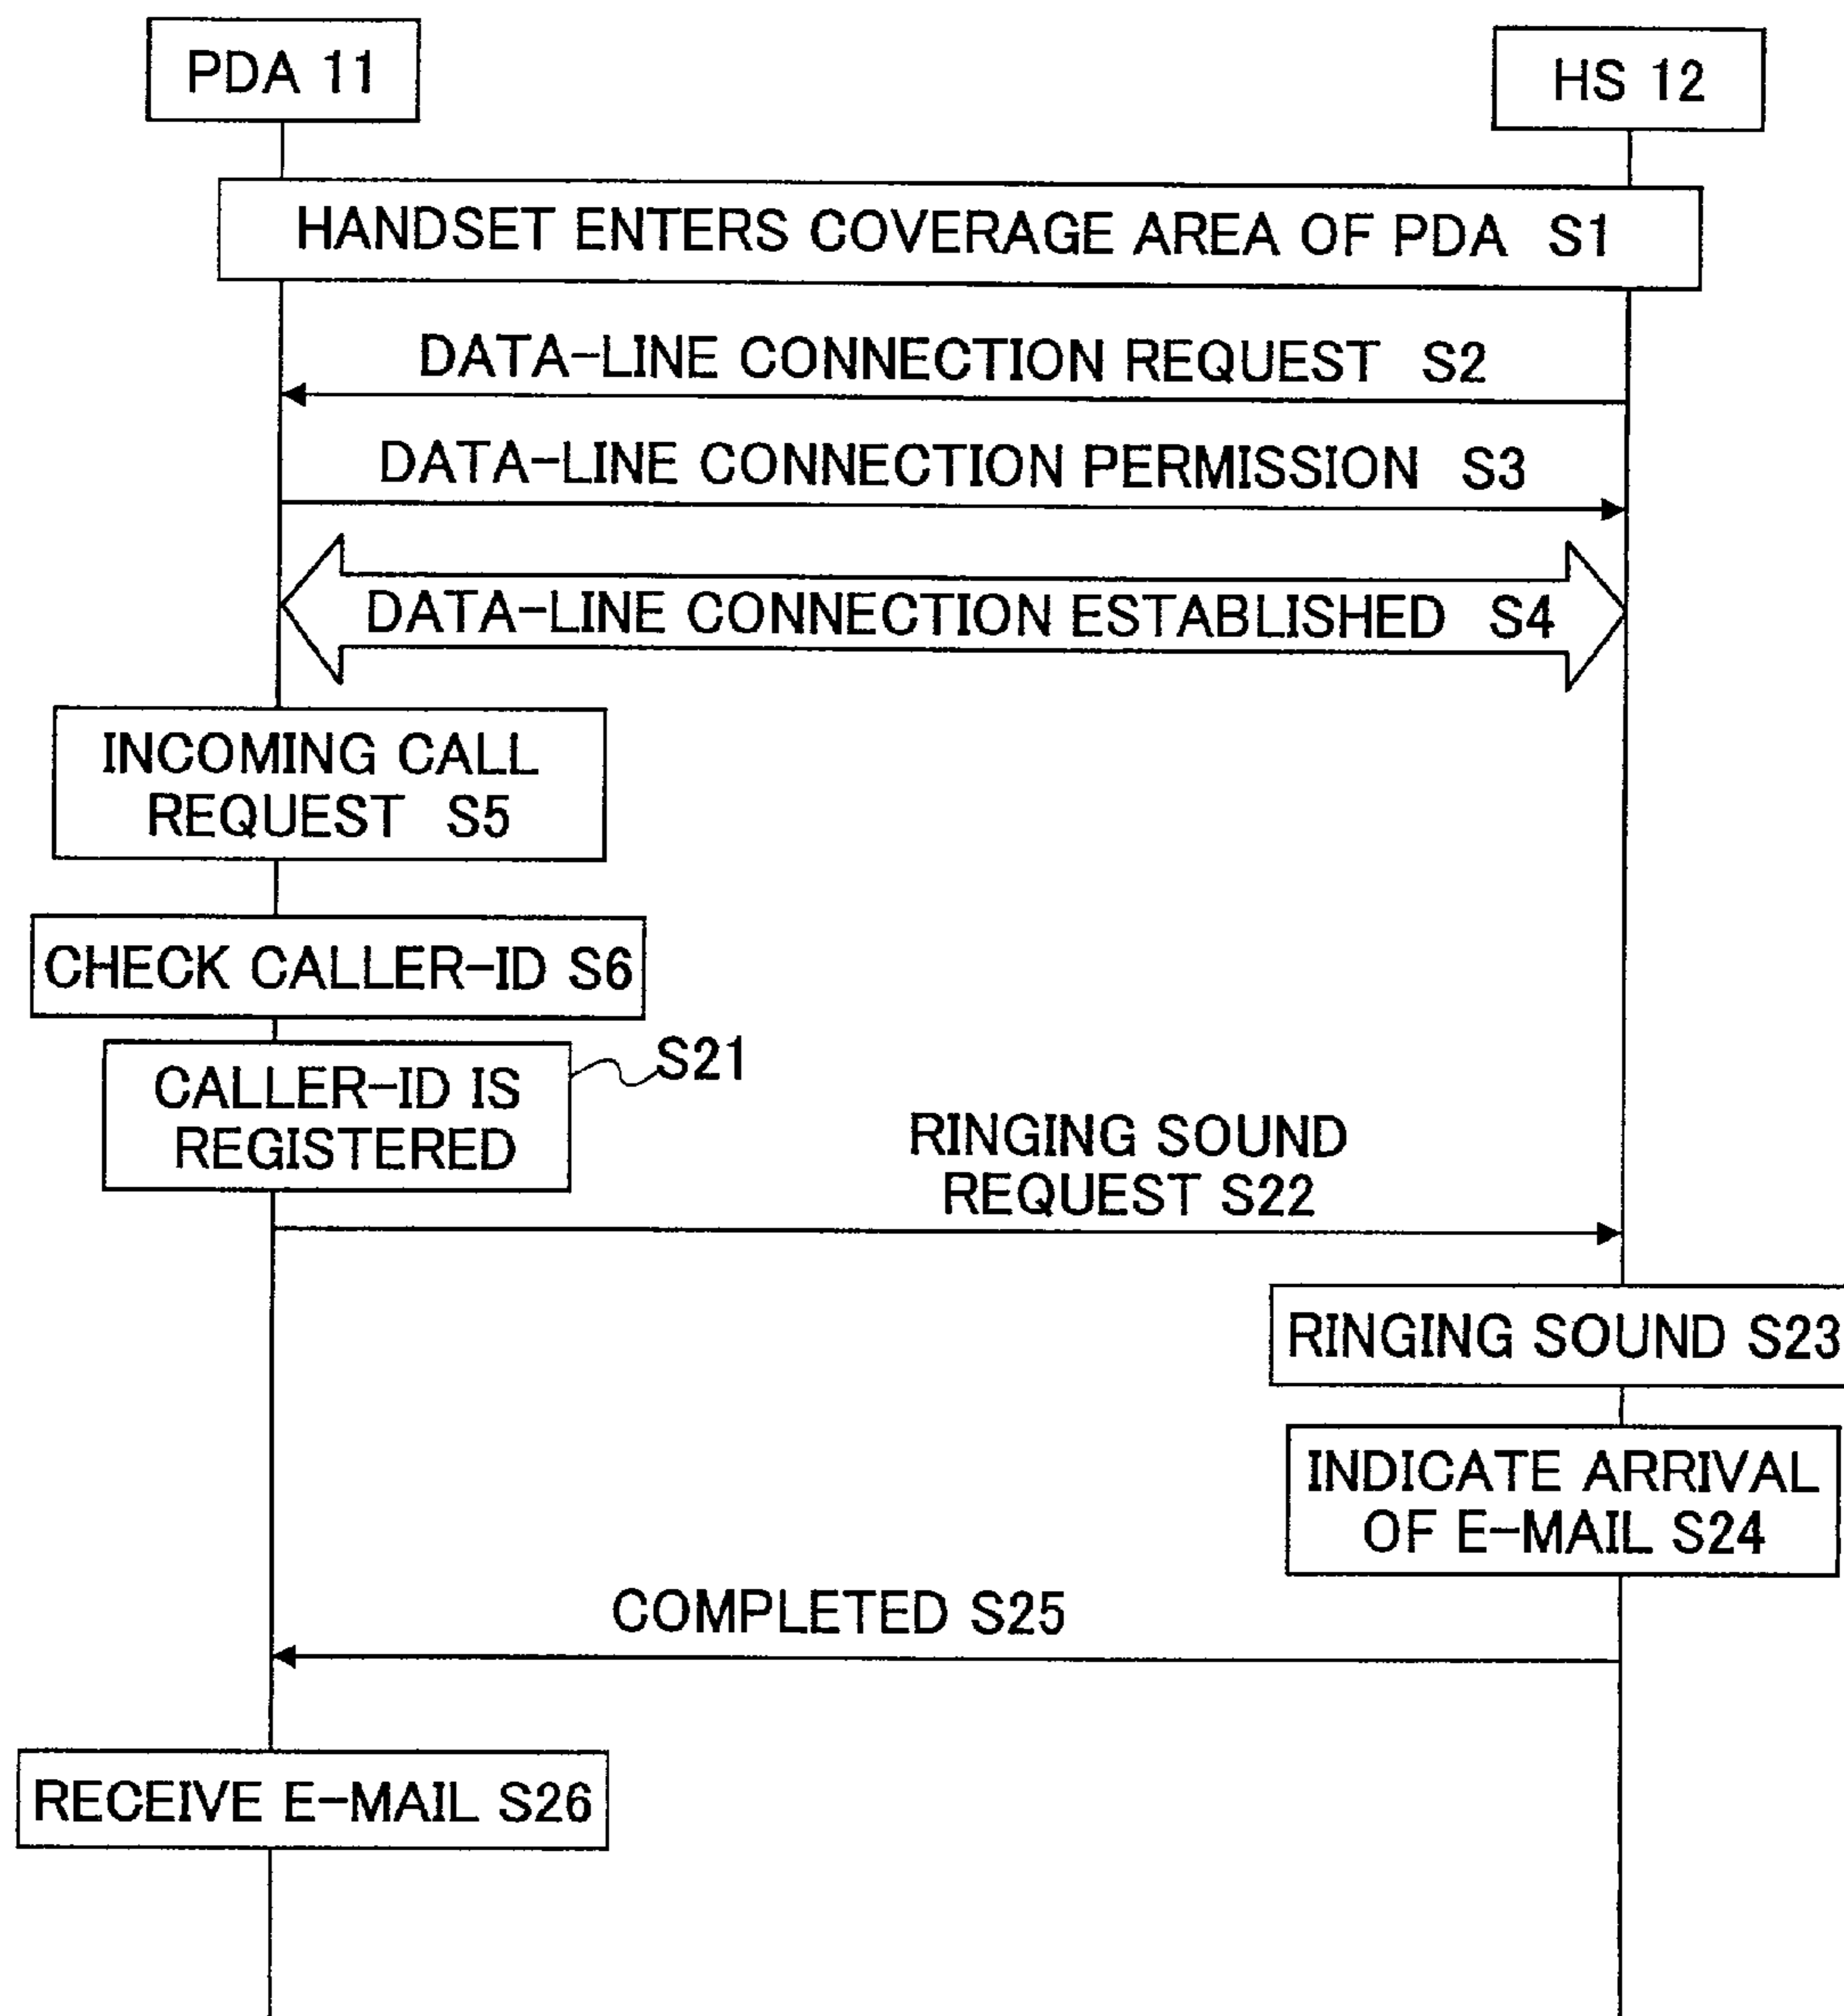 PDA 11
HS 12
HANDSET ENTERS COVERAGE AREA OF PDA S1
DATA-LINE CONNECTION REQUEST S2
DATA-LINE CONNECTION PERMISSION S3
DATA-LINE CONNECTION ESTABLISHED S4
INCOMING CALL
REQUEST S5
CHECK CALLER-ID S6
CALLER-ID IS
REGISTERED
S21
RINGING SOUND
REQUEST S22
RINGING SOUND S23
INDICATE ARRIVAL
OF E-MAIL S24
COMPLETED S25
RECEIVE E-MAIL S26